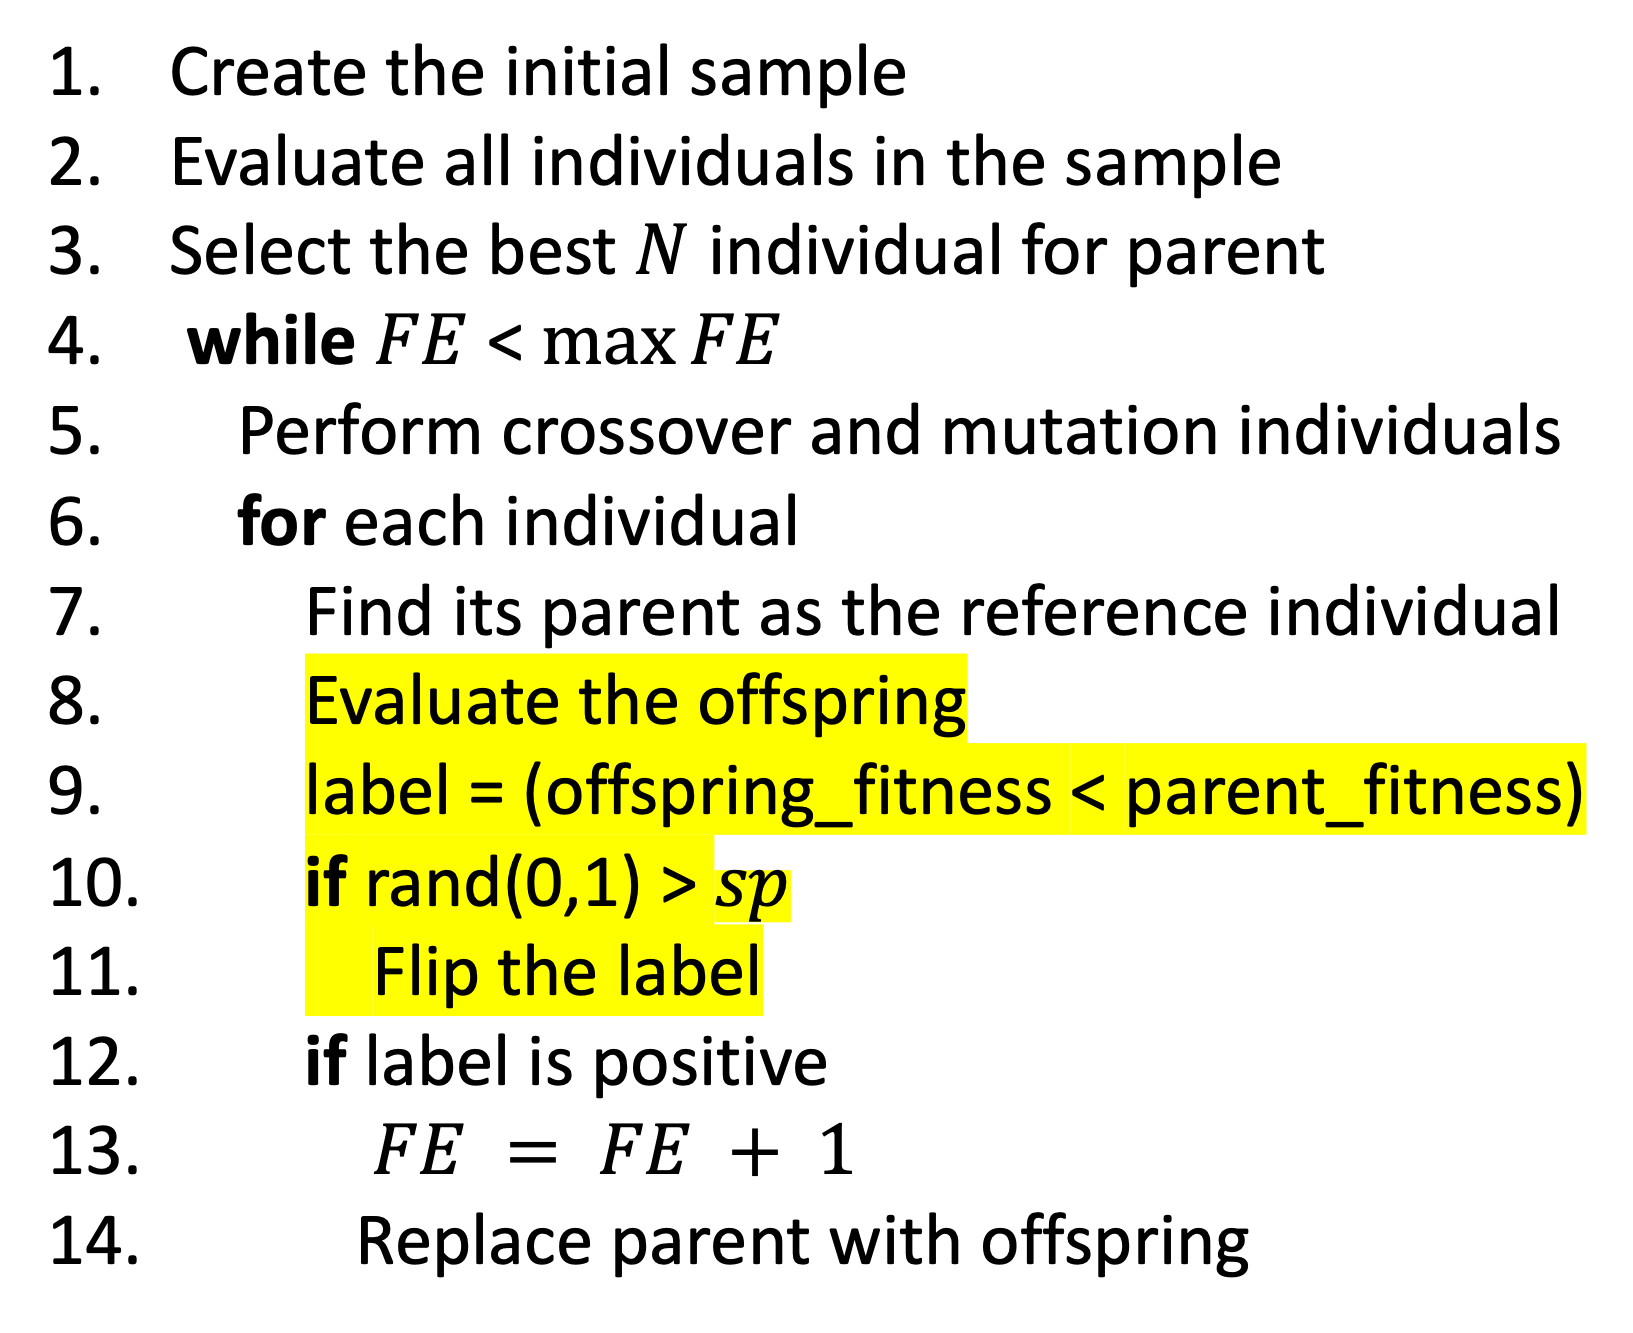 1. Create the initial sample
2. Evaluate all individuals in the sample
3. Select the best N individual for parent
4. while FE < max FE
5. Perform crossover and mutation individuals
6. for each individual
7. Find its parent as the reference individual
8. Evaluate the offspring
9. label = (offspring_fitness < parent_fitness)
10. if rand(0,1) > sp
11. Flip the label
12. if label is positive
13. FE = FE + 1
14. Replace parent with offspring